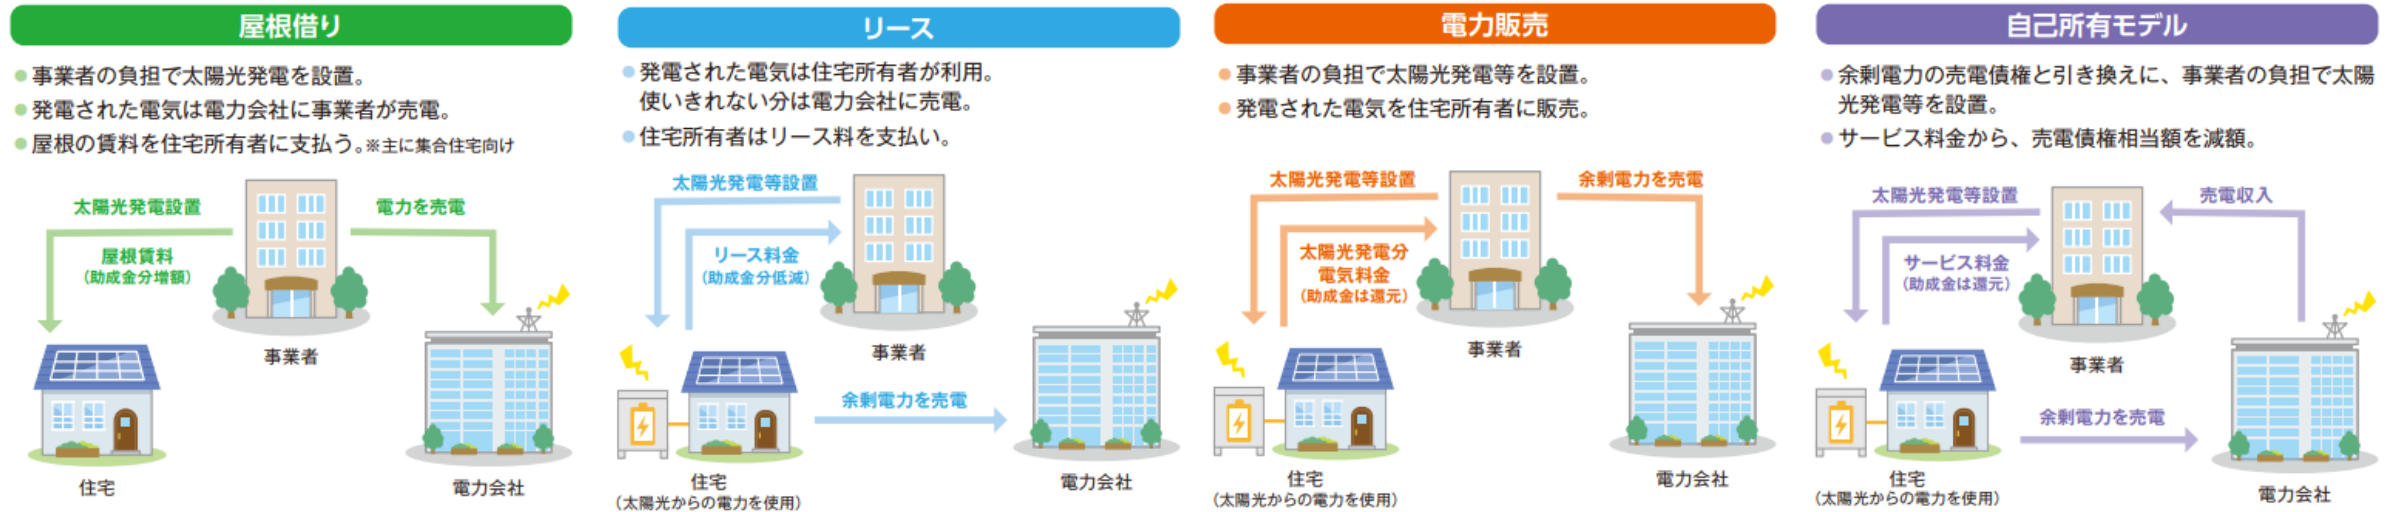 屋根借り
●事業者の負担で太陽光発電を設置。
●発電された電気は電力会社に事業者が売電。
●屋根の賃料を住宅所有者に支払う。※主に集合住宅向け
太陽光発電設置
電力を売電
屋根賃料
（助成金分増額）
事業者
住宅
電力会社
リース
●発電された電気は住宅所有者が利用。
使いきれない分は電力会社に売電。
●住宅所有者はリース料を支払い。
太陽光発電等設置
リース料金
（助成金分低減）
事業者
余剰電力を売電
住宅
（太陽光からの電力を使用）
電力会社
電力販売
●事業者の負担で太陽光発電等を設置。
●発電された電気を住宅所有者に販売。
太陽光発電等設置
余剰電力を売電
太陽光発電分
電気料金
（助成金は還元）
事業者
住宅
（太陽光からの電力を使用）
電力会社
自己所有モデル
●余剰電力の売電債権と引き換えに、事業者の負担で太陽
光発電等を設置。
●サービス料金から、売電債権相当額を減額。
太陽光発電等設置
売電収入
サービス料金
（助成金は還元）
事業者
余剰電力を売電
住宅
（太陽光からの電力を使用）
電力会社